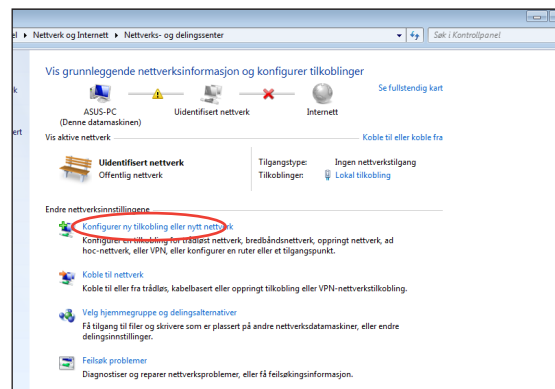 el ▸ Nettverk og Internett ▸ Nettverks- og delingssenter
Søk i Kontrollpanel
Vis grunnleggende nettverksinformasjon og konfigurer tilkoblinger
Se fullstendig kart
k
ASUS-PC
(Denne datamaskinen)
Uidentifisert nettverk
Internett
ert
Vis aktive nettverk
Koble til eller koble fra
Uidentifisert nettverk
Offentlig nettverk
Tilgangstype: Ingen nettverkstilgang
Tilkoblinger: Lokal tilkobling
Endre nettverksinnstillingene
Konfigurer ny tilkobling eller nytt nettverk
Konfigurer en tilkobling for trådløst nettverk, bredbåndsnettverk, oppringt nettverk, ad
hoc-nettverk, eller VPN, eller konfigurer en ruter eller et tilgangspunkt.
Koble til nettverk
Koble til eller fra trådløs, kabelbasert eller oppringt tilkobling eller VPN-nettverkstilkobling.
Velg hjemmegruppe og delingsalternativer
Få tilgang til filer og skrivere som er plassert på andre nettverksdatamaskiner, eller endre
delingsinnstillinger.
Feilsøk problemer
Diagnostiser og reparer nettverksproblemer, eller få feilsøkingsinformasjon.